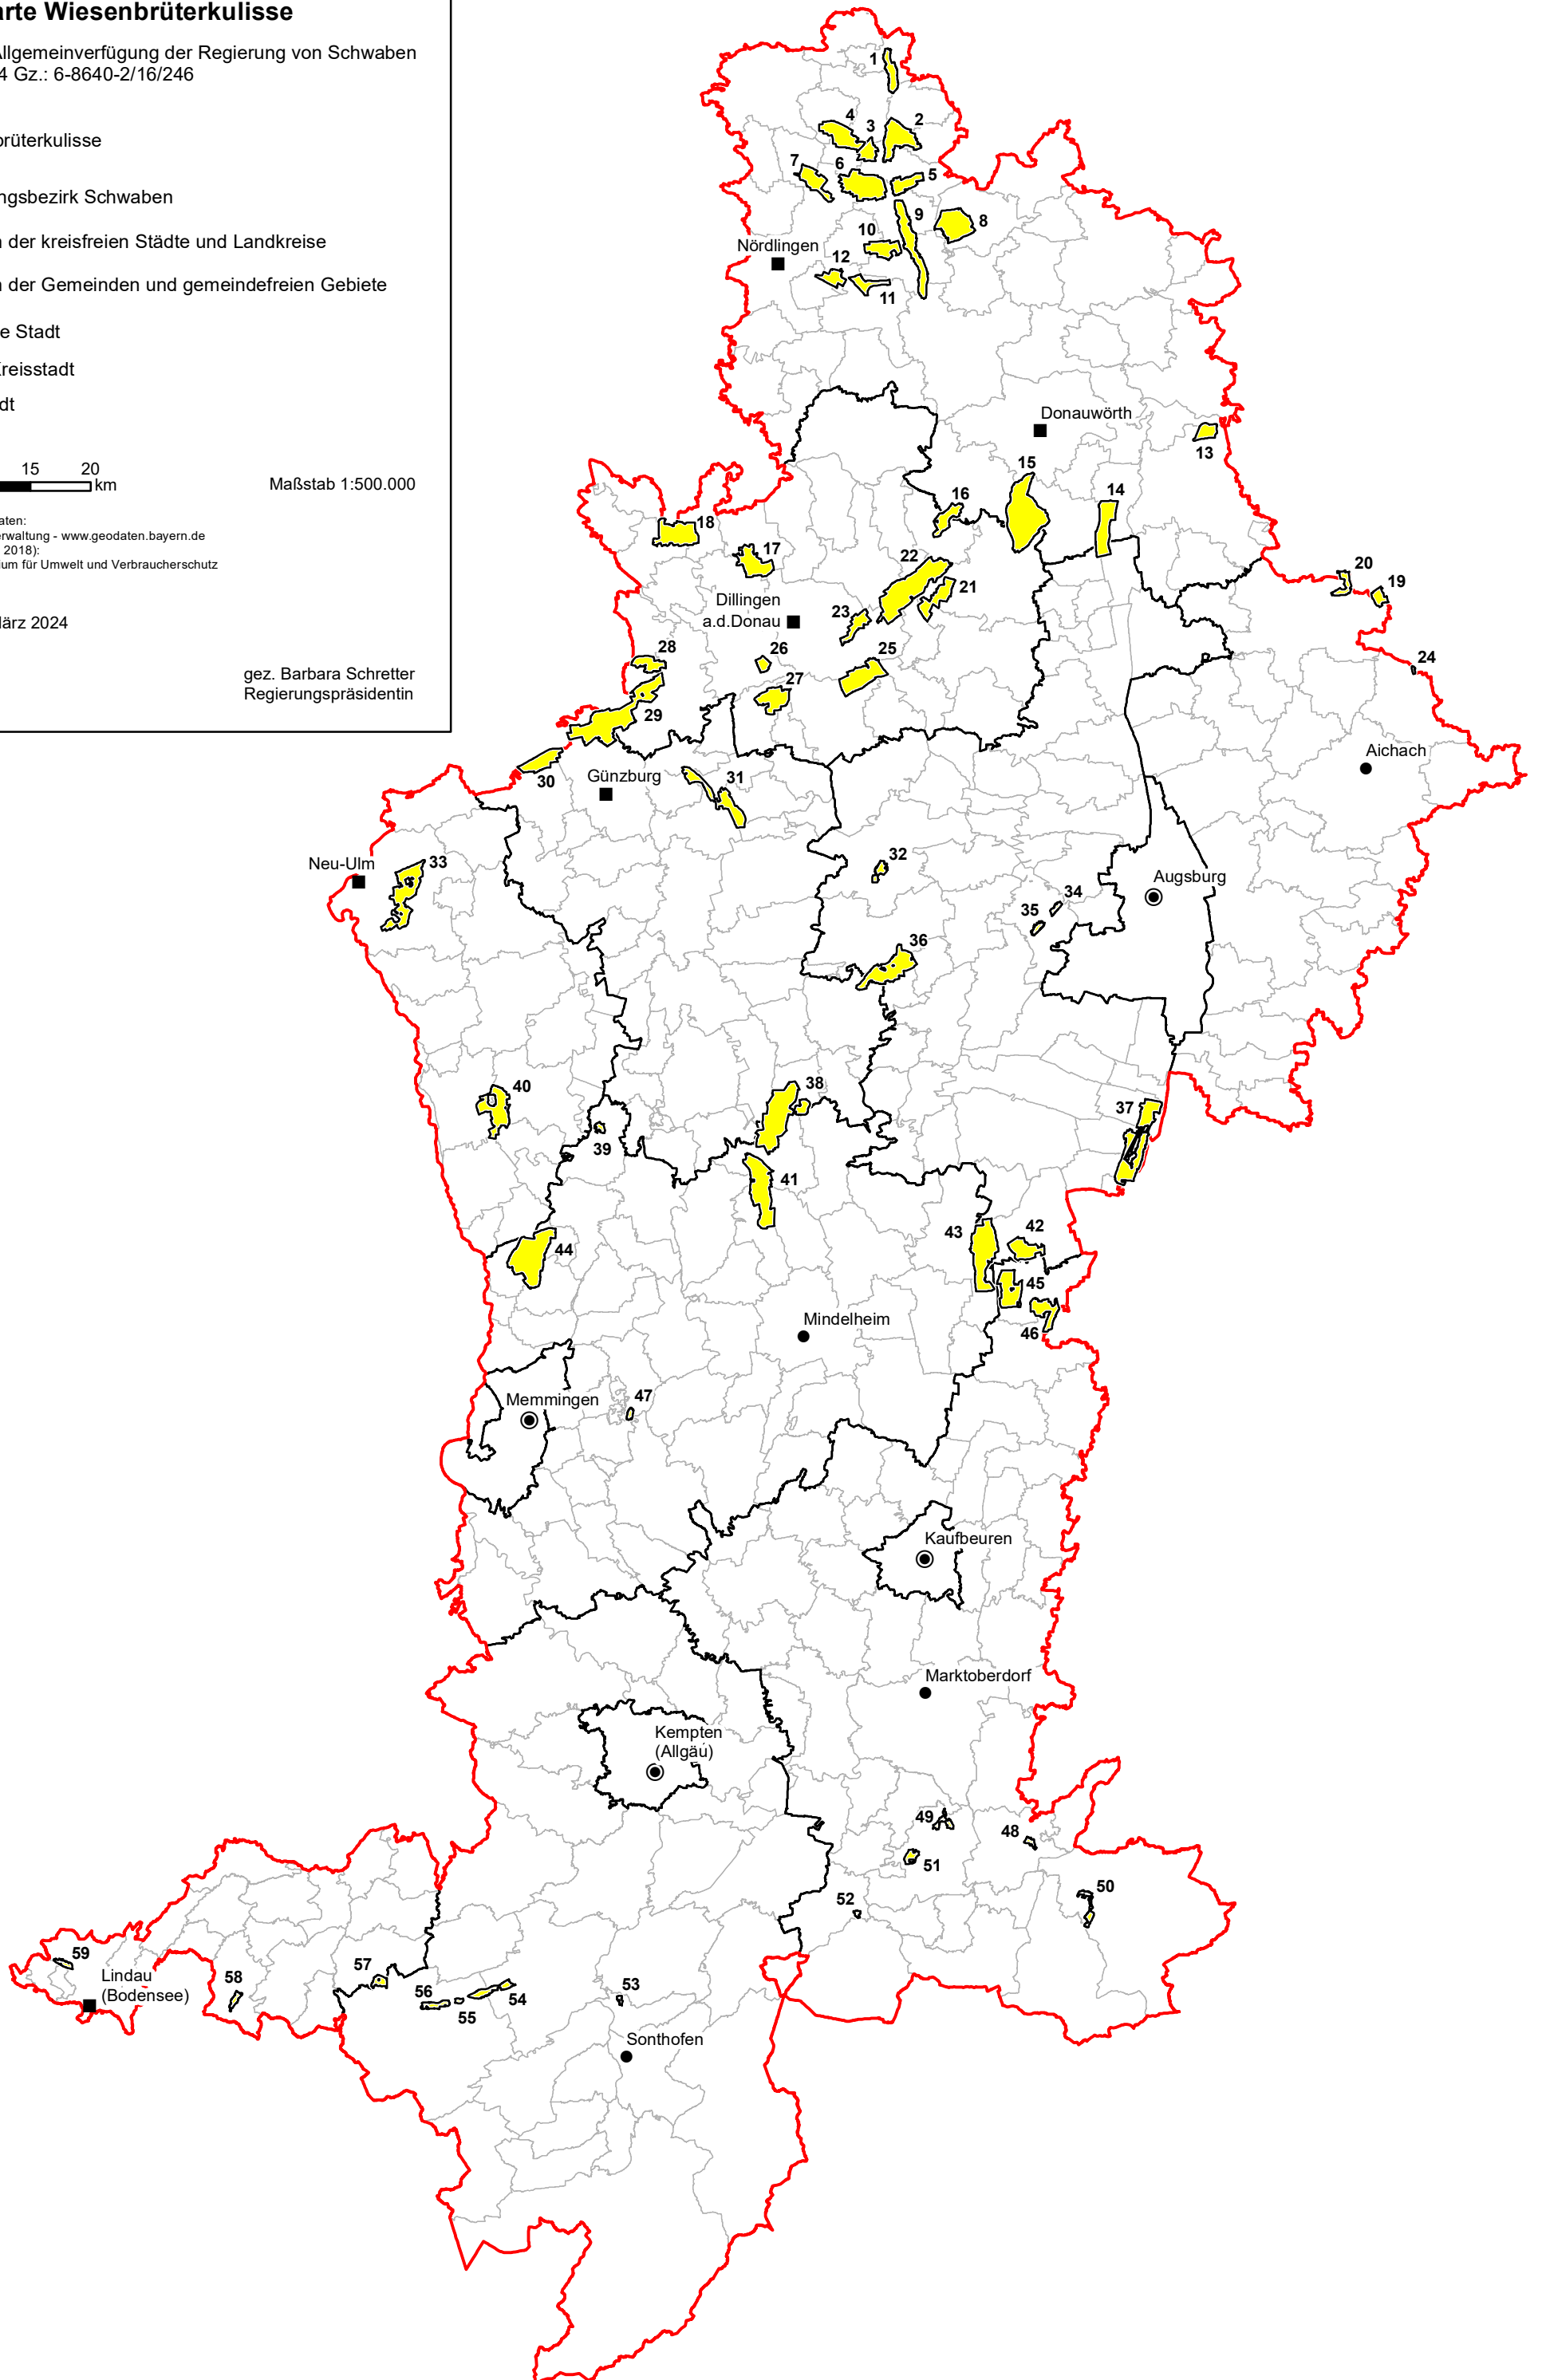 arte Wiesenbrüterkulisse
Allgemeinverfügung der Regierung von Schwaben
4 Gz.: 6-8640-2/16/246
brüterkulisse
ngsbezirk Schwaben
n der kreisfreien Städte und Landkreise
n der Gemeinden und gemeindefreien Gebiete
e Stadt
Kreisstadt
dt
15 20
km
Maßstab 1:500.000
aten:
erwaltung - www.geodaten.bayern.de
2018):
ium für Umwelt und Verbraucherschutz
März 2024
gez. Barbara Schretter
Regierungspräsidentin
1
2
3
4
5
6
7
8
9
10
Nördlingen
12
11
Donauwörth
13
15
14
16
18
17
22
21
20
19
Dillingen
a.d.Donau
23
28
26
25
24
27
29
30
Günzburg
31
Aichach
Neu-Ulm
33
32
Augsburg
34
35
36
40
38
37
39
41
43
42
44
45
46
Mindelheim
Memmingen
47
Kaufbeuren
Marktoberdorf
Kempten
(Allgäu)
49
48
51
50
52
59
Lindau
(Bodensee)
58
57
56
55
54
53
Sonthofen